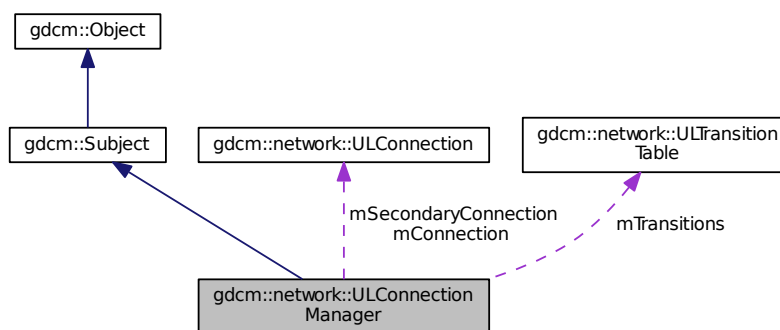 gdcm::Object
gdcm::Subject
gdcm::network::ULConnection
gdcm::network::ULTransition
Table
mSecondaryConnection
mConnection
mTransitions
gdcm::network::ULConnection
Manager